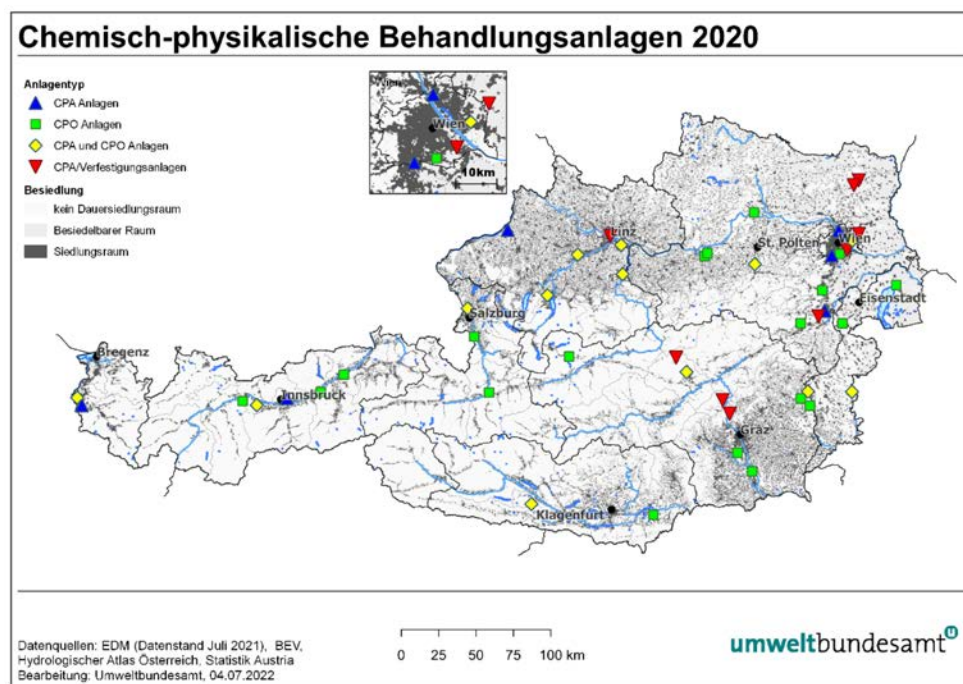 Chemisch-physikalische Behandlungsanlagen 2020
Anlagentyp
CPA Anlagen
CPO Anlagen
CPA und CPO Anlagen
CPA/Verfestigungsanlagen
Besiedlung
kein Dauersiedlungsraum
Besiedelbarer Raum
Siedlungsraum
Wien
10km
Linz
St. Pölten
Wien
Eisenstadt
Salzburg
Bregenz
Innsbruck
Graz
Klagenfurt
Datenquellen: EDM (Datenstand Juli 2021), BEV,
Hydrologischer Atlas Österreich, Statistik Austria
Bearbeitung: Umweltbundesamt, 04.07.2022
0 25 50 100 km
umweltbundesamt